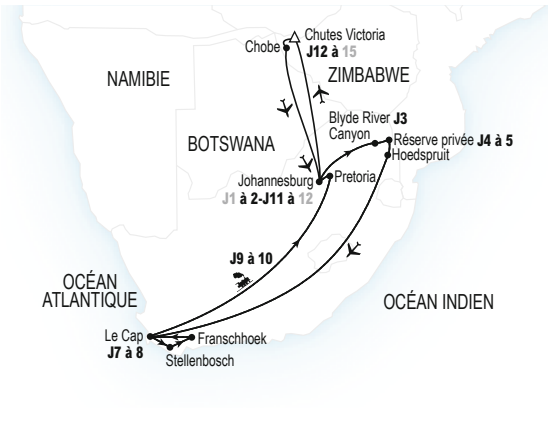 Chutes Victoria
Chobe
J12 à 15
NAMIBIE
ZIMBABWE
Blyde River J3
Canyon
BOTSWANA
Réserve privée J4 à 5
Hoedspruit
Johannesburg
Pretoria
J1 à 2-J11 à 12
J9 à 10
OCÉAN
ATLANTIQUE
OCÉAN INDIEN
Le Cap
Franschhoek
J7 à 8
Stellenbosch